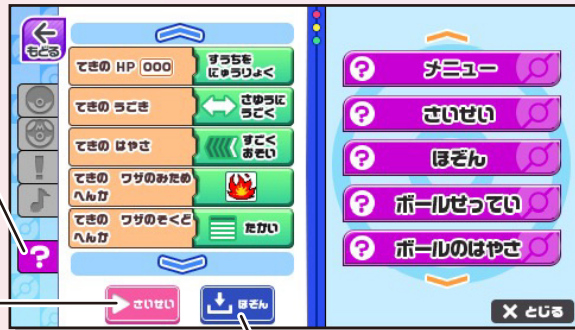 もどる
てきの HP 000
すうちを
にゅうりょく
てきの うごき
さゆうに
うごく
てきの はやさ
すごく
おそい
てきの ワザのみため
へんか
てきの ワザのそくど
へんか
たかい
?
さいせい
ほぞん
? メニュー
? さいせい
? ほぞん
? ボールせってい
? ボールのはやさ
X とじる